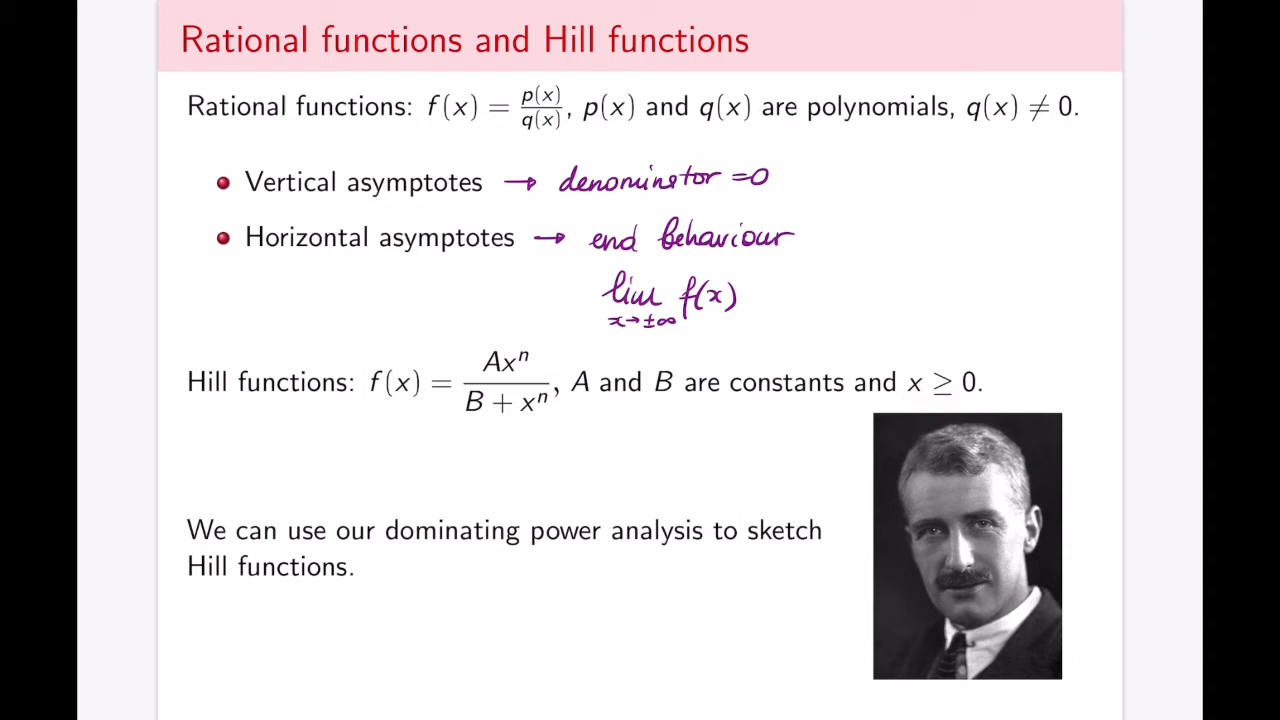 Rational functions and Hill functions
Rational functions: f(x) = p(x)/q(x), p(x) and q(x) are polynomials, q(x) ≠ 0.
Vertical asymptotes → denominator = 0
Horizontal asymptotes → end behaviour
lim x→±∞ f(x)
Hill functions: f(x) = Axⁿ/(B + xⁿ), A and B are constants and x ≥ 0.
We can use our dominating power analysis to sketch
Hill functions.